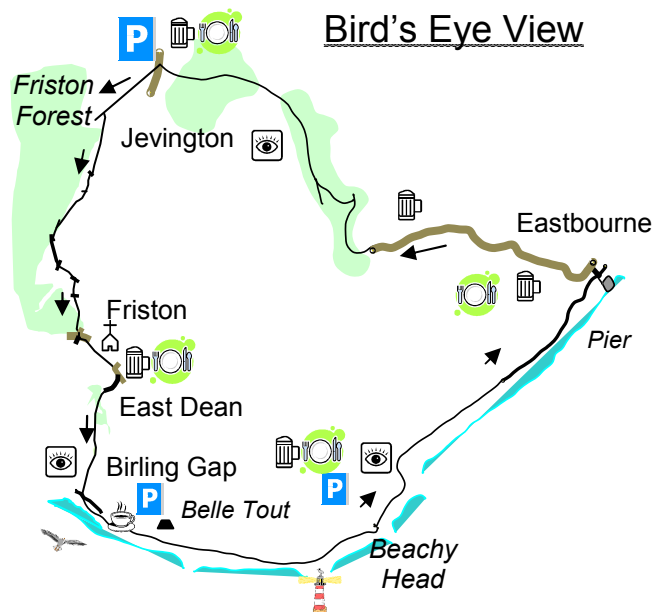 Bird's Eye View
P
Friston
Forest
Jevington
Eastbourne
Friston
Pier
East Dean
Birling Gap
P
P
Belle Tout
Beachy
Head